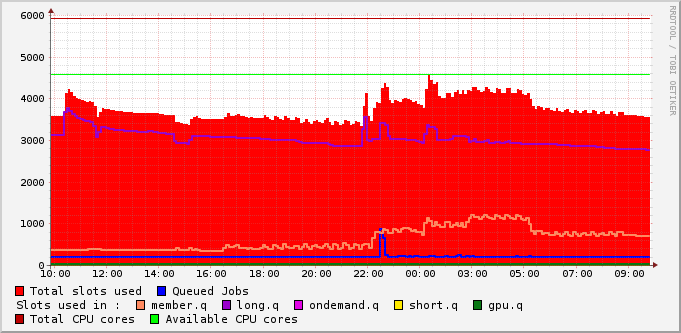 6000
5000
4000
3000
2000
1000
0
10:00 12:00 14:00 16:00 18:00 20:00 22:00 00:00 02:00 03:00 05:00 07:00 09:00
RRDTOOL / TOBI OETIKER
Total slots used Queued Jobs
Slots used in : member.q long.q ondemand.q short.q gpu.q
Total CPU cores Available CPU cores